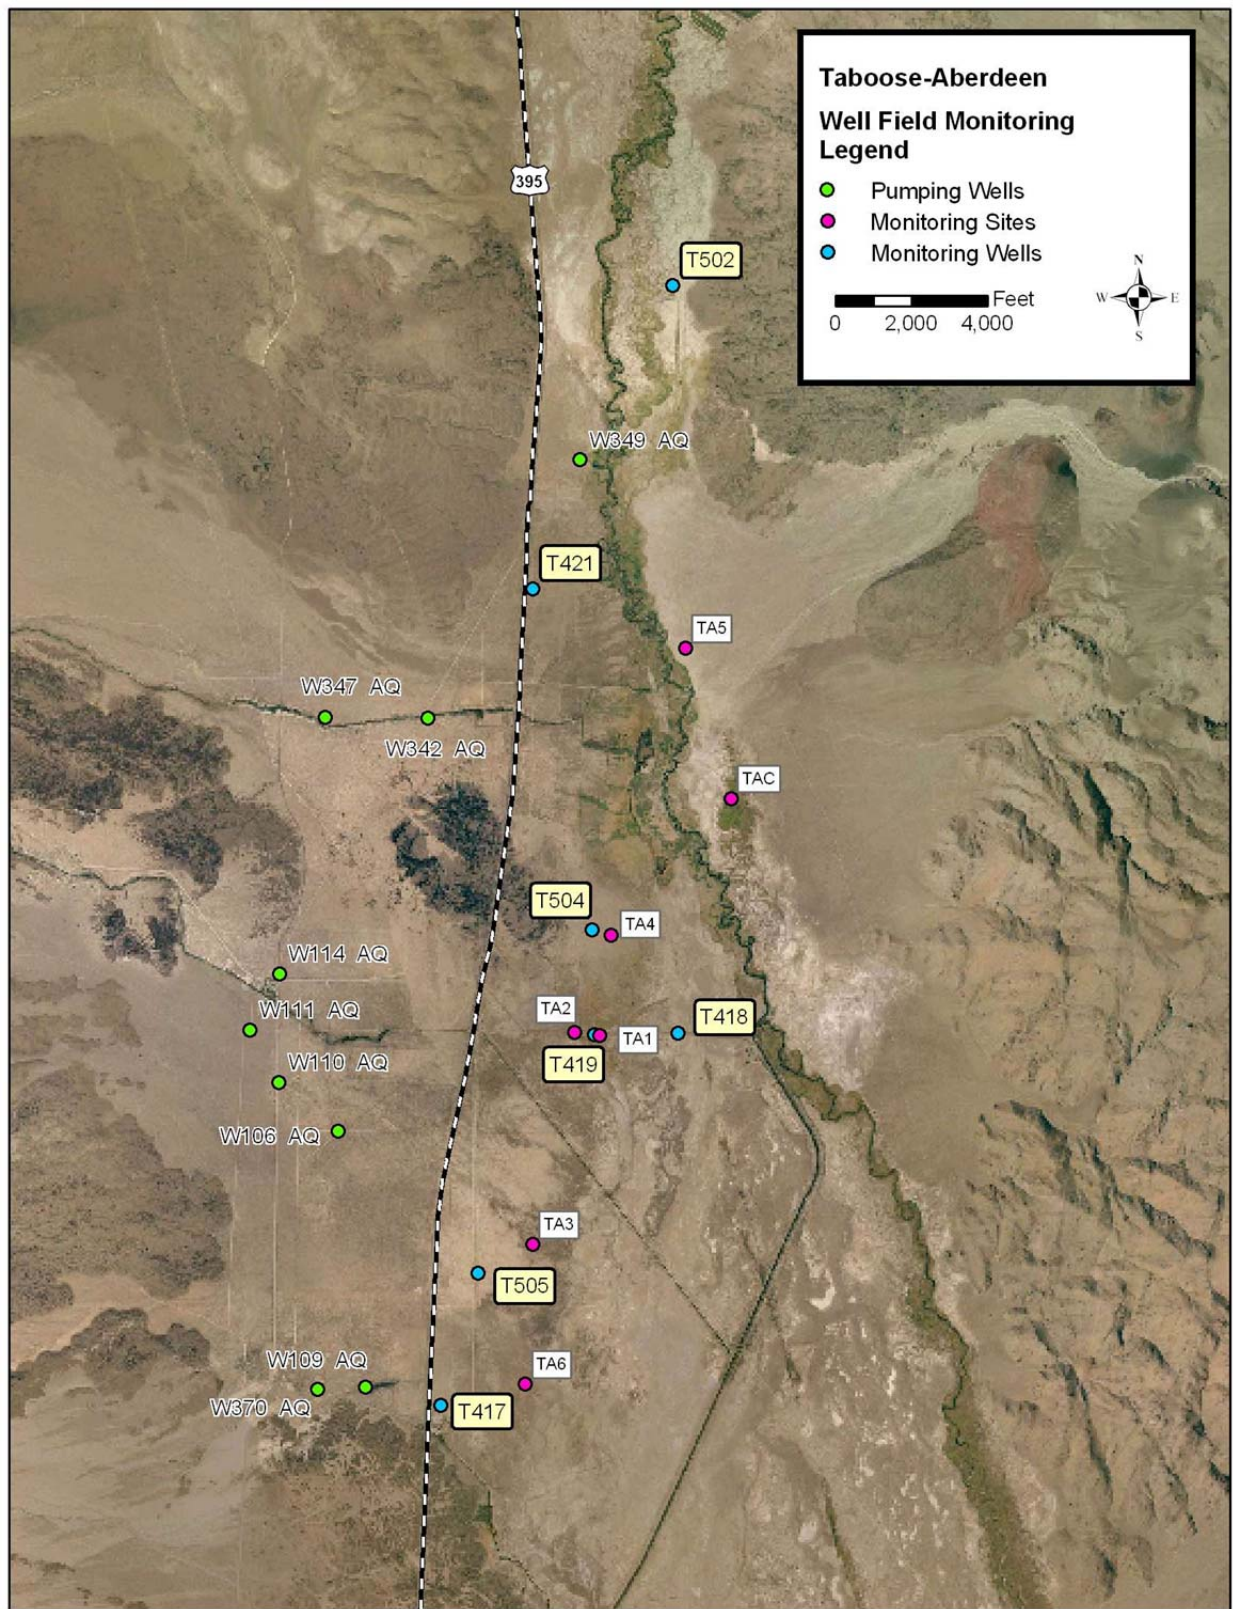 Taboose-Aberdeen
Well Field Monitoring
Legend
Pumping Wells
Monitoring Sites
Monitoring Wells
Feet
0 2,000 4,000
N
W E
S
395
T502
W349 AQ
T421
TA5
W347 AQ
W342 AQ
TAC
T504
TA4
W114 AQ
W111 AQ
TA2
T418
TA1
T419
W110 AQ
W106 AQ
TA3
T505
W109 AQ
TA6
W370 AQ
T417